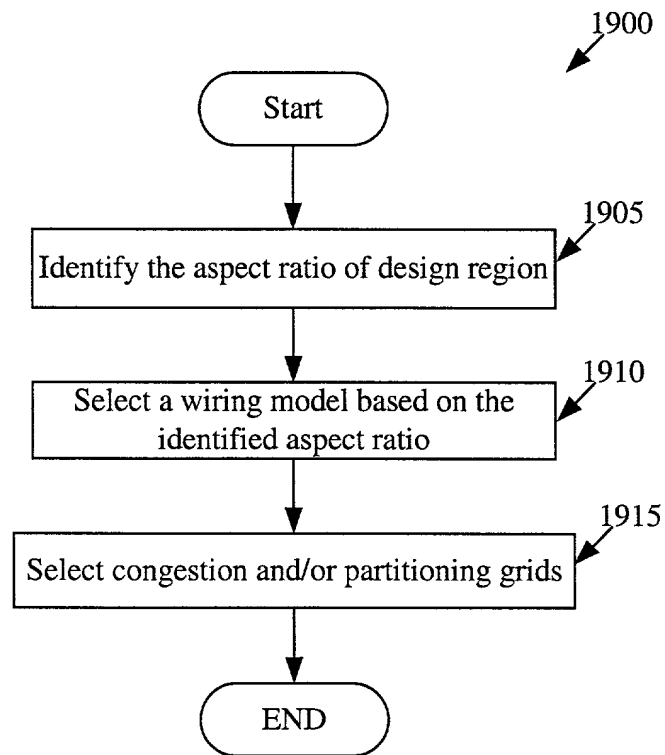 1900
Start
1905
Identify the aspect ratio of design region
1910
Select a wiring model based on the
identified aspect ratio
1915
Select congestion and/or partitioning grids
END